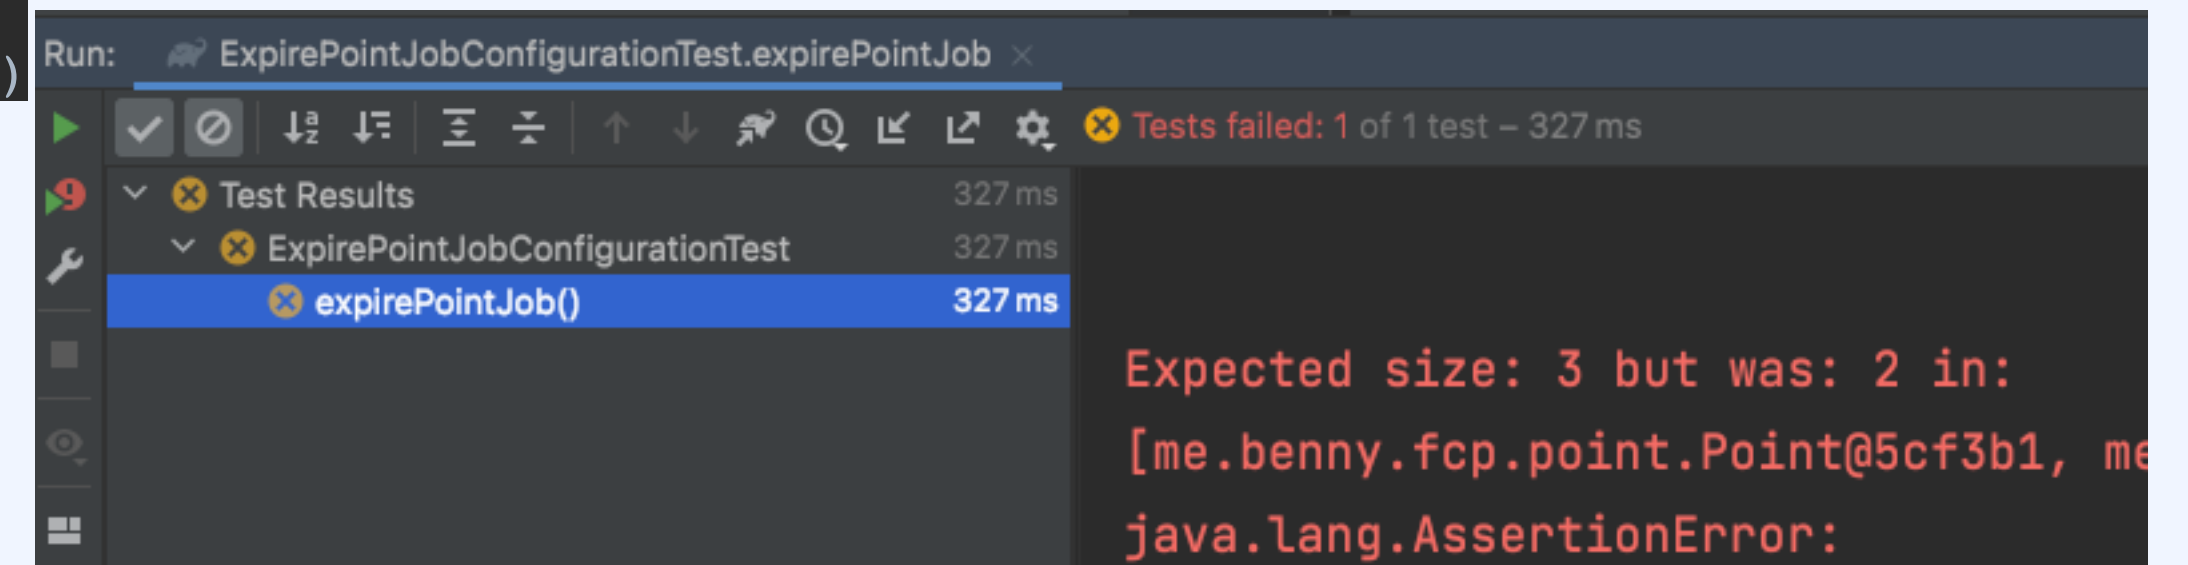 )
Run: ExpirePointJobConfigurationTest.expirePointJob
Tests failed: 1 of 1 test – 327 ms
Test Results 327 ms
ExpirePointJobConfigurationTest 327 ms
expirePointJob() 327 ms
Expected size: 3 but was: 2 in:
[me.benny.fcp.point.Point@5cf3b1, me
java.lang.AssertionError: